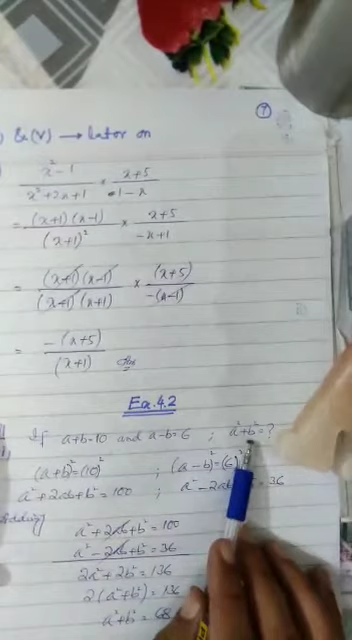 7
& (V) → later on
x² - 1 / x² + 2x + 1 × x+5 / 1 - x
= (x+1)(x-1) / (x+1)² × x+5 / -x+1
= (x+1)(x-1) / (x+1)(x+1) × (x+5) / -(x-1)
= -(x+5) / (x+1) Ans
Ex. 4.2
If a+b=10 and a-b=6 ; a²+b²=?
(a+b)²=(10)² ; (a-b)²=(6)²
a²+2ab+b²=100 ; a²-2ab =36
a²+2ab+b²=100
a²-2ab+b²=36
2a²+2b²=136
2(a²+b²)=136
a²+b²=68